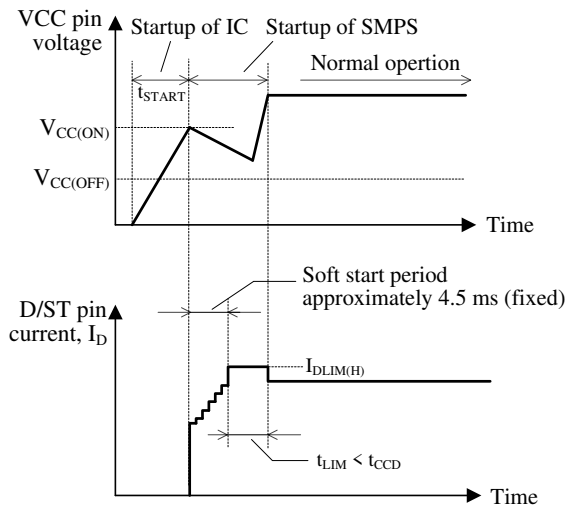 VCC pin
voltage
Startup of IC
Startup of SMPS
Normal opertion
tSTART
VCC(ON)
VCC(OFF)
Time
Soft start period
approximately 4.5 ms (fixed)
D/ST pin
current, ID
IDLIM(H)
tLIM < tCCD
Time